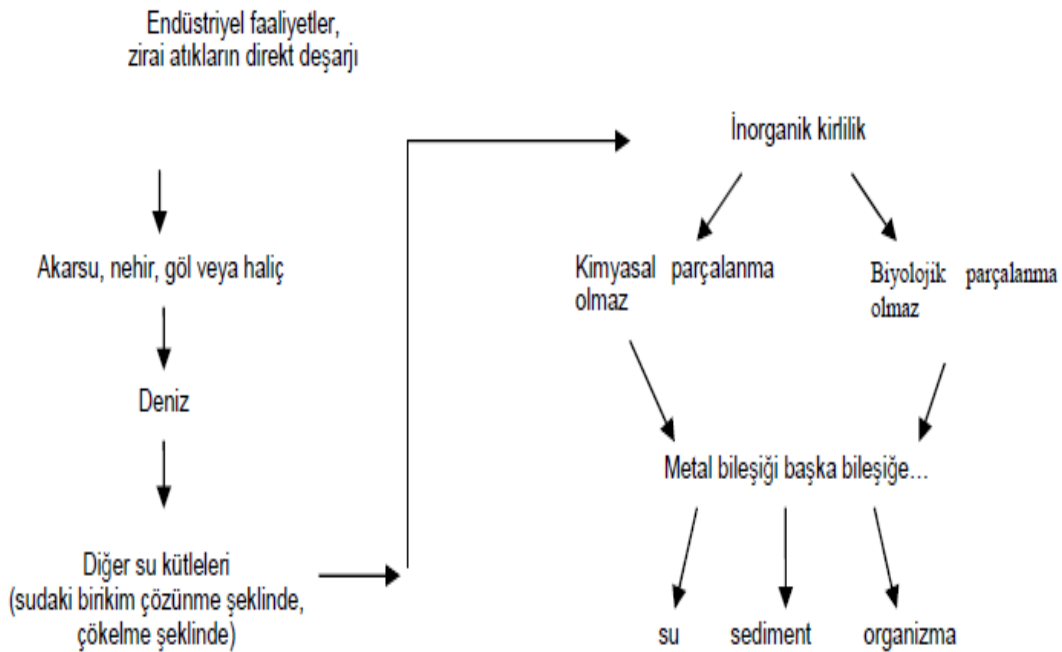 Endüstriyel faaliyetler,
zirai atıkların direkt deşarjı
Akarsu, nehir, göl veya haliç
Deniz
Diğer su kütleleri
(sudaki birikim çözünme şeklinde,
çökelme şeklinde)
İnorganik kirlilik
Kimyasal parçalanma
olmaz
Biyolojik parçalanma
olmaz
Metal bileşiği başka bileşiğe…
su sediment organizma